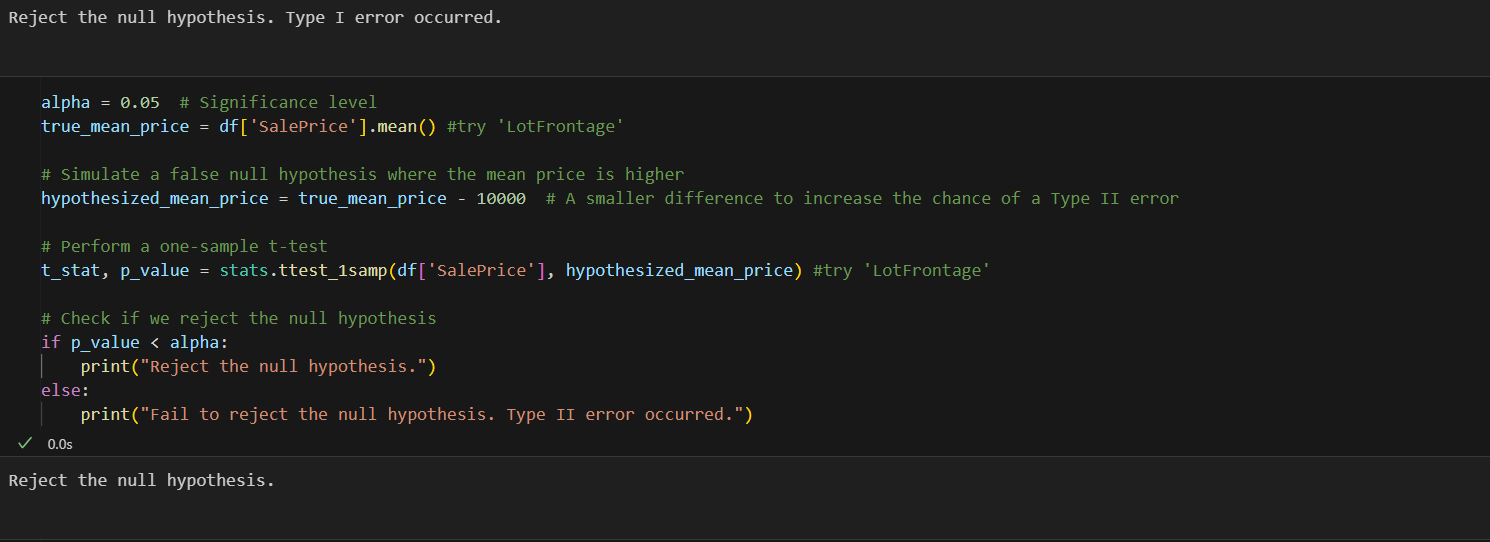 Reject the null hypothesis. Type I error occurred.
alpha = 0.05  # Significance level
true_mean_price = df['SalePrice'].mean() #try 'LotFrontage'
# Simulate a false null hypothesis where the mean price is higher
hypothesized_mean_price = true_mean_price - 10000  # A smaller difference to increase the chance of a Type II error
# Perform a one-sample t-test
t_stat, p_value = stats.ttest_1samp(df['SalePrice'], hypothesized_mean_price) #try 'LotFrontage'
# Check if we reject the null hypothesis
if p_value < alpha:
    print("Reject the null hypothesis.")
else:
    print("Fail to reject the null hypothesis. Type II error occurred.")
✓ 0.0s
Reject the null hypothesis.